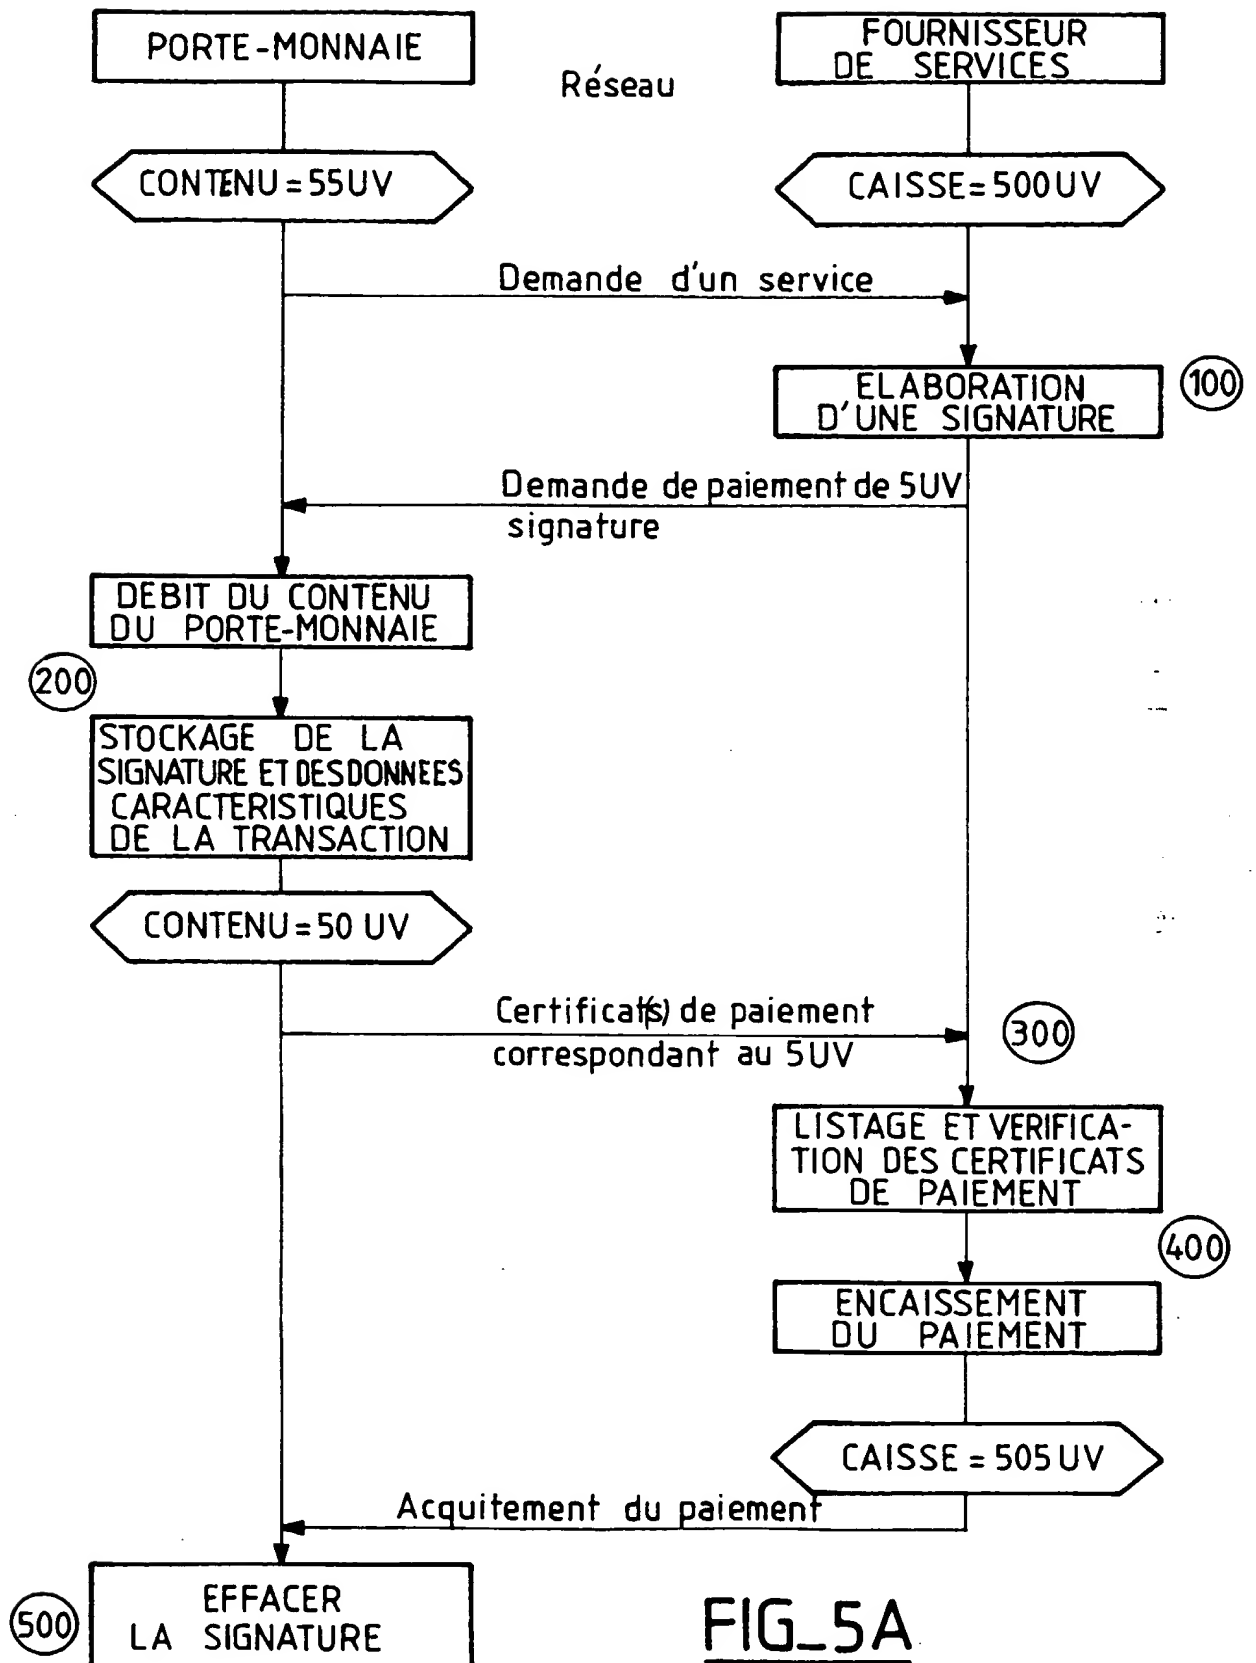 PORTE-MONNAIE
FOURNISSEUR
DE SERVICES
Réseau
CONTENU=55UV
CAISSE=500UV
Demande d'un service
ELABORATION
D'UNE SIGNATURE
100
Demande de paiement de 5UV
signature
DEBIT DU CONTENU
DU PORTE-MONNAIE
200
STOCKAGE DE LA
SIGNATURE ET DES DONNEES
CARACTERISTIQUES
DE LA TRANSACTION
CONTENU=50 UV
Certificat(s) de paiement
correspondant au 5UV
300
LISTAGE ET VERIFICA-
TION DES CERTIFICATS
DE PAIEMENT
400
ENCAISSEMENT
DU PAIEMENT
CAISSE = 505UV
Acquitement du paiement
500
EFFACER
LA SIGNATURE
FIG_5A